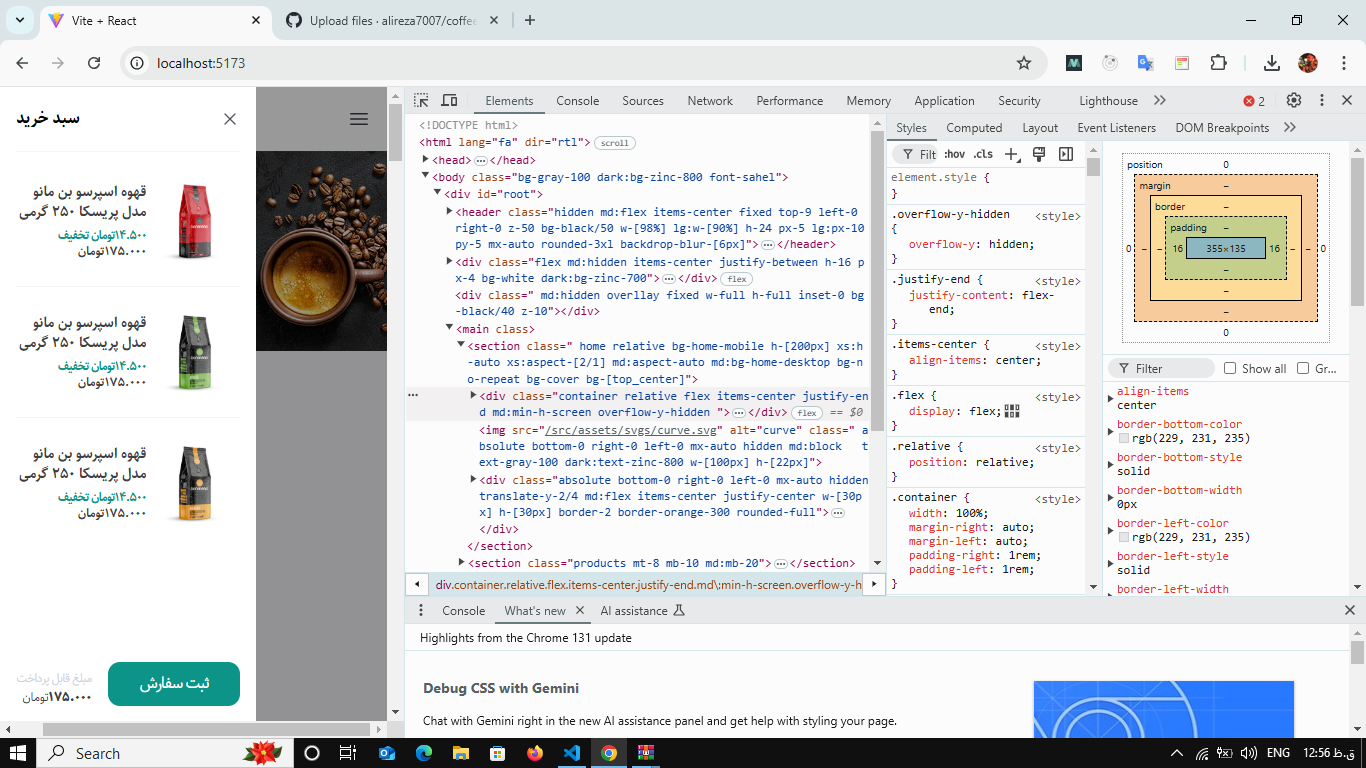 Vite + React
Upload files · alireza7007/coffee
localhost:5173
سبد خرید
قهوه اسپرسو بن مانو
مدل پریسکا ۲۵۰ گرمی
۱۴.۵۰۰تومان تخفیف
۱۷۵.۰۰۰تومان
قهوه اسپرسو بن مانو
مدل پریسکا ۲۵۰ گرمی
۱۴.۵۰۰تومان تخفیف
۱۷۵.۰۰۰تومان
قهوه اسپرسو بن مانو
مدل پریسکا ۲۵۰ گرمی
۱۴.۵۰۰تومان تخفیف
۱۷۵.۰۰۰تومان
ثبت سفارش
مبلغ قابل پرداخت
۱۷۵.۰۰۰تومان
Elements Console Sources Network Performance Memory Application Security Lighthouse 2
<!DOCTYPE html>
<html lang="fa" dir="rtl"> scroll
<head> </head>
<body class="bg-gray-100 dark:bg-zinc-800 font-sahel">
<div id="root">
<header class="hidden md:flex items-center fixed top-9 left-0
right-0 z-50 bg-black/50 w-[98%] lg:w-[90%] h-24 px-5 lg:px-10
py-5 mx-auto rounded-3xl backdrop-blur-[6px]"> </header>
<div class="flex md:hidden items-center justify-between h-16 p
x-4 bg-white dark:bg-zinc-700"> </div> flex
<div class=" md:hidden overllay fixed w-full h-full inset-0 bg
-black/40 z-10"></div>
<main class>
<section class=" home relative bg-home-mobile h-[200px] xs:h
-auto xs:aspect-[2/1] md:aspect-auto md:bg-home-desktop bg-n
o-repeat bg-cover bg-[top_center]">
<div class="container relative flex items-center justify-en
d md:min-h-screen overflow-y-hidden "> </div> flex == $0
<img src="/src/assets/svgs/curve.svg" alt="curve" class=" a
bsolute bottom-0 right-0 left-0 mx-auto hidden md:block t
ext-gray-100 dark:text-zinc-800 w-[100px] h-[22px]">
<div class="absolute bottom-0 right-0 left-0 mx-auto hidden
translate-y-2/4 md:flex items-center justify-center w-[30p
x] h-[30px] border-2 border-orange-300 rounded-full">
</div>
</section>
<section class="products mt-8 mb-10 md:mb-20"> </section>
div.container.relative.flex.items-center.justify-end.md\:min-h-screen.overflow-y-h
Styles Computed Layout Event Listeners DOM Breakpoints
Filt :hov .cls
element.style {
}
.overflow-y-hidden <style>
{
overflow-y: hidden;
}
.justify-end { <style>
justify-content: flex-
end;
}
.items-center { <style>
align-items: center;
}
.flex { <style>
display: flex;
}
.relative { <style>
position: relative;
}
.container { <style>
width: 100%;
margin-right: auto;
margin-left: auto;
padding-right: 1rem;
padding-left: 1rem;
}
position 0
margin –
border –
padding –
0 – – 16 355×135 16 – – 0
–
–
–
0
Filter Show all Gr...
align-items
center
border-bottom-color
rgb(229, 231, 235)
border-bottom-style
solid
border-bottom-width
0px
border-left-color
rgb(229, 231, 235)
border-left-style
solid
border-left-width
Console What's new AI assistance
Highlights from the Chrome 131 update
Debug CSS with Gemini
Chat with Gemini right in the new AI assistance panel and get help with styling your page.
Search
ENG
12:56 ق.ظ